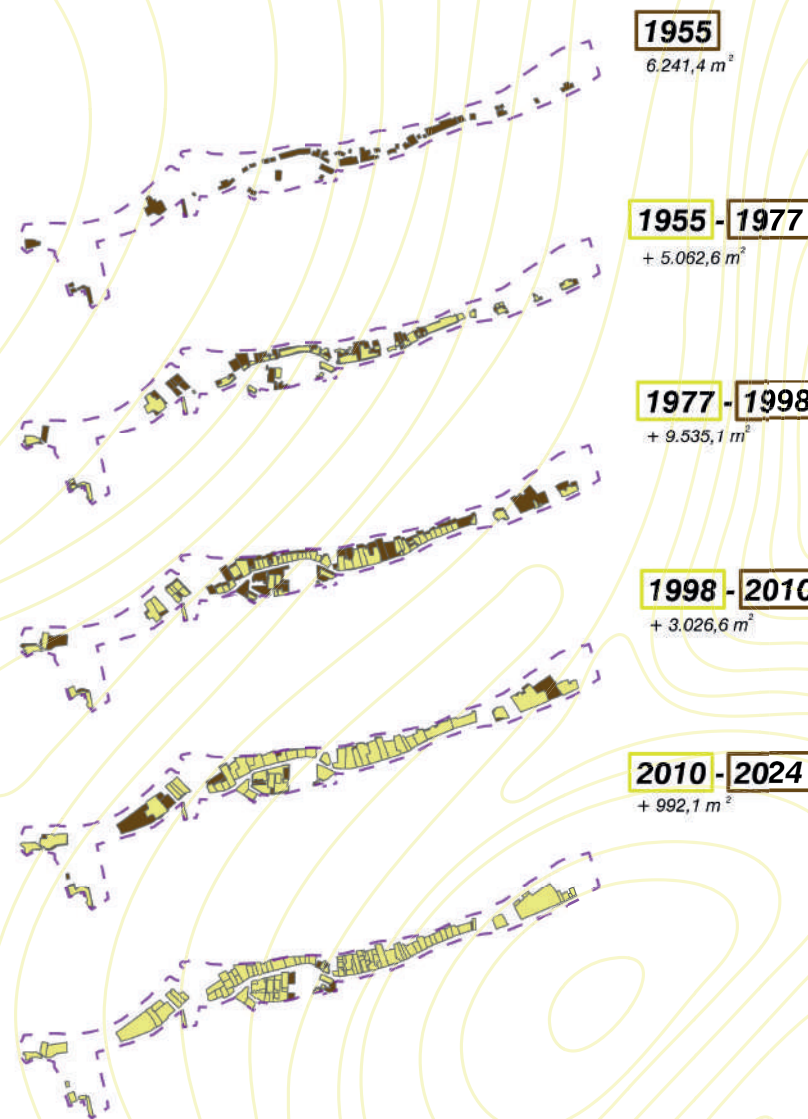 1955
6.241,4 m²
1955 - 1977
+ 5.062,6 m²
1977 - 1998
+ 9.535,1 m²
1998 - 2010
+ 3.026,6 m²
2010 - 2024
+ 992,1 m²